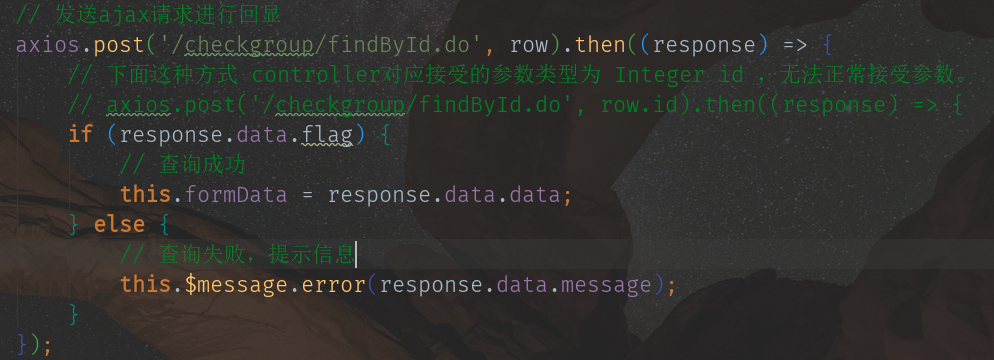 // 发送ajax请求进行回显
axios.post('/checkgroup/findById.do', row).then((response) => {
// 下面这种方式 controller对应接受的参数类型为 Integer id ，无法正常接受参数。
// axios.post('/checkgroup/findById.do', row.id).then((response) => {
if (response.data.flag) {
// 查询成功
this.formData = response.data.data;
} else {
// 查询失败，提示信息
this.$message.error(response.data.message);
}
});